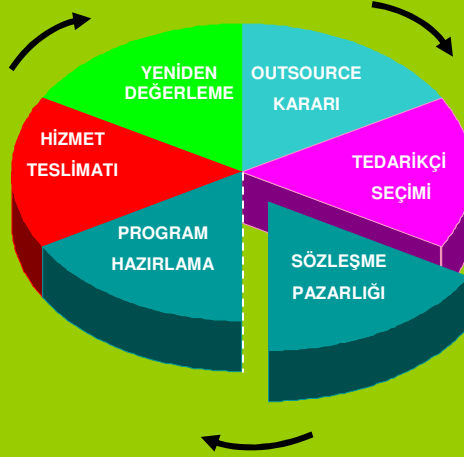 OUTSOURCE
KARARI
TEDARİKÇİ
SEÇİMİ
SÖZLEŞME
PAZARLIĞI
PROGRAM
HAZIRLAMA
HİZMET
TESLİMATI
YENİDEN
DEĞERLEME